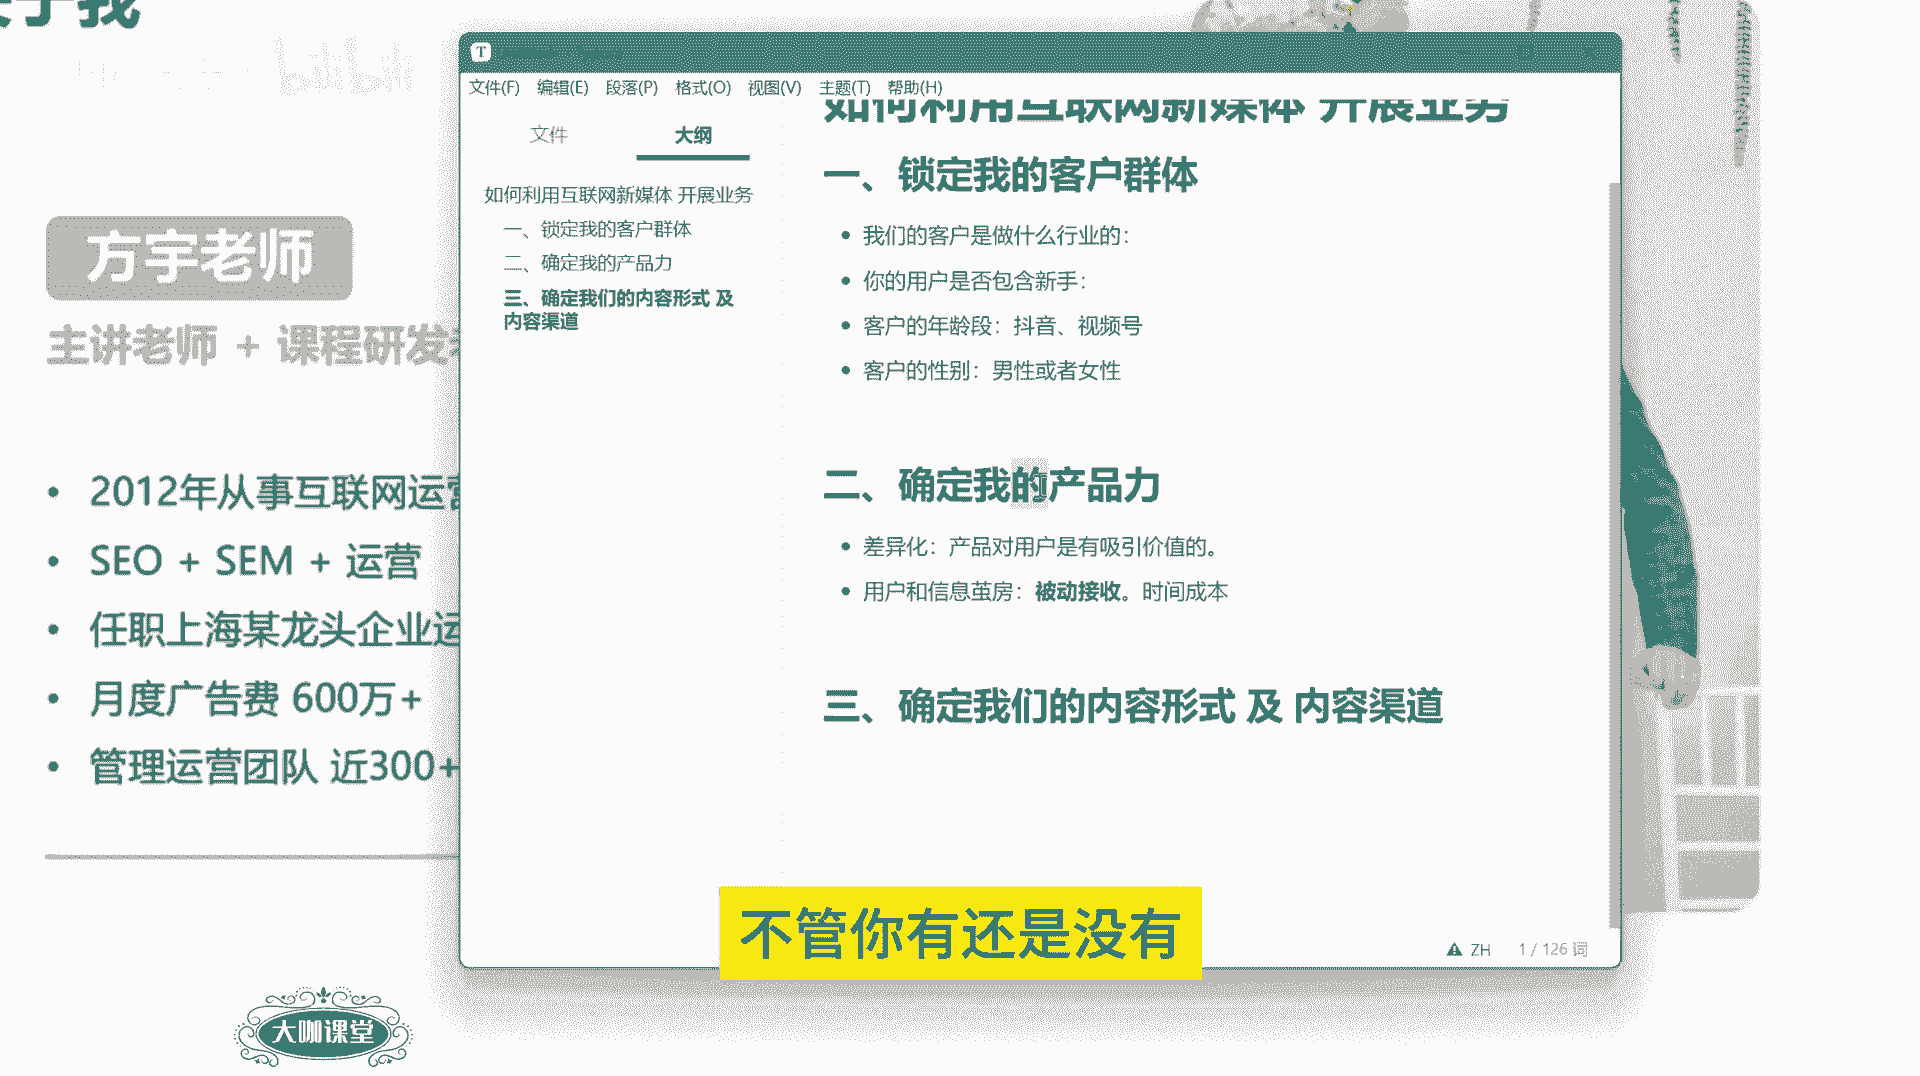 于我
bilibili
方宇老师
主讲老师 + 课程研发
2012年从事互联网运营
SEO + SEM + 运营
任职上海某龙头企业运
月度广告费 600万+
管理运营团队 近300+
大咖课堂
T
文件(F) 编辑(E) 段落(P) 格式(O) 视图(V) 主题(T) 帮助(H)
文件 大纲
如何利用互联网新媒体 开展业务
一、锁定我的客户群体
二、确定我的产品力
三、确定我们的内容形式 及
内容渠道
如何利用互联网新媒体 开展业务
一、锁定我的客户群体
我们的客户是做什么行业的：
你的用户是否包含新手：
客户的年龄段：抖音、视频号
客户的性别：男性或者女性
二、确定我的产品力
差异化：产品对用户是有吸引价值的。
用户和信息茧房：被动接收。时间成本
三、确定我们的内容形式 及 内容渠道
不管你有还是没有
ZH 1 / 126 词